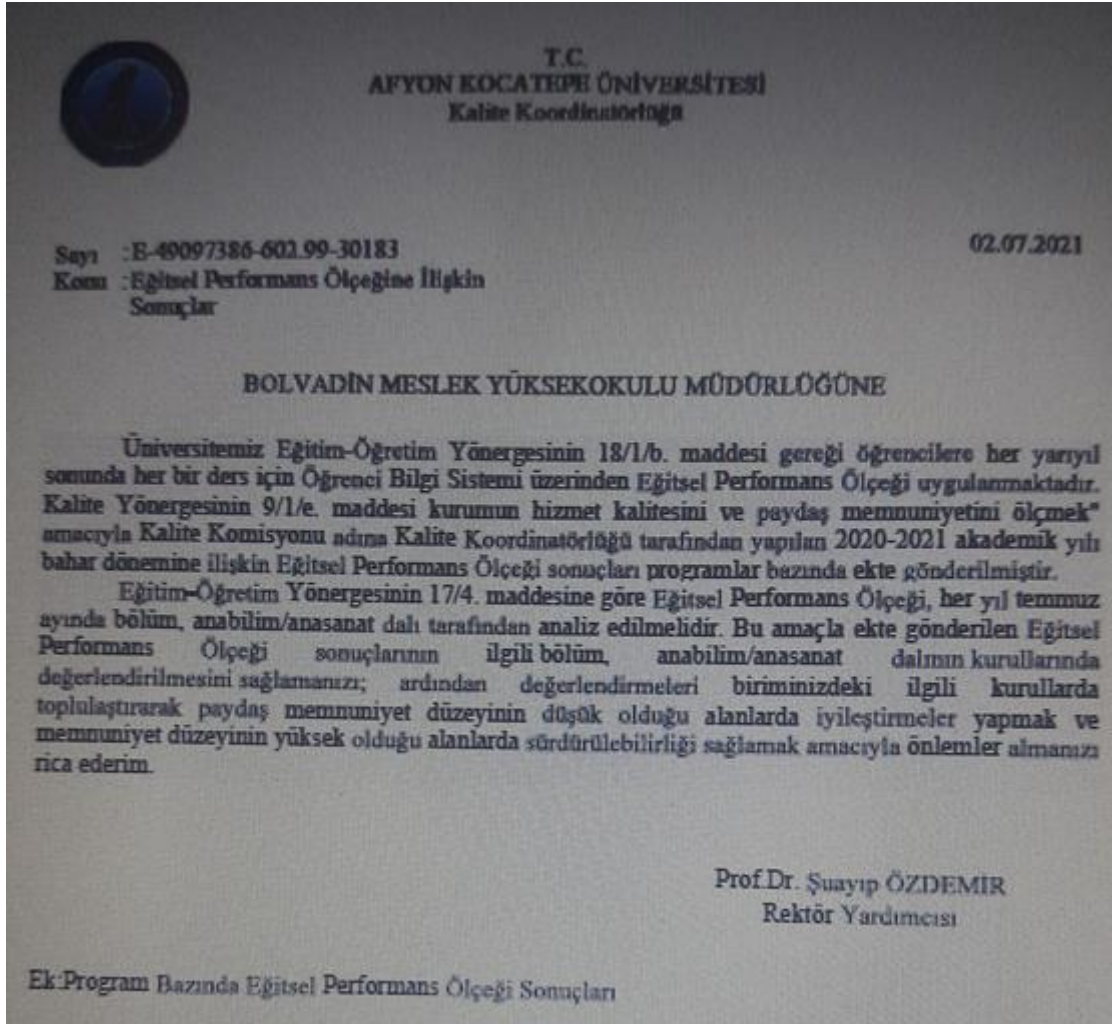 T.C.
AFYON KOCATEPE ÜNİVERSİTESİ
Kalite Koordinatörlüğü
Sayı :E-49097386-602.99-30183
02.07.2021
Konu :Eğitsel Performans Ölçeğine İlişkin
Sonuçlar
BOLVADİN MESLEK YÜKSEKOKULU MÜDÜRLÜĞÜNE
Üniversitemiz Eğitim-Öğretim Yönergesinin 18/1/b. maddesi gereği öğrencilere her yarıyıl
sonunda her bir ders için Öğrenci Bilgi Sistemi üzerinden Eğitsel Performans Ölçeği uygulanmaktadır.
Kalite Yönergesinin 9/1/e. maddesi kurumun hizmet kalitesini ve paydaş memnuniyetini ölçmek"
amacıyla Kalite Komisyonu adına Kalite Koordinatörlüğü tarafından yapılan 2020-2021 akademik yılı
bahar dönemine ilişkin Eğitsel Performans Ölçeği sonuçları programlar bazında ekte gönderilmiştir.
Eğitim-Öğretim Yönergesinin 17/4. maddesine göre Eğitsel Performans Ölçeği, her yıl temmuz
ayında bölüm, anabilim/anasanat dalı tarafından analiz edilmelidir. Bu amaçla ekte gönderilen Eğitsel
Performans Ölçeği sonuçlarının ilgili bölüm, anabilim/anasanat dalının kurullarında
değerlendirilmesini sağlamanızı; ardından değerlendirmeleri biriminizdeki ilgili kurullarda
toplulaştırarak paydaş memnuniyet düzeyinin düşük olduğu alanlarda iyileştirmeler yapmak ve
memnuniyet düzeyinin yüksek olduğu alanlarda sürdürülebilirliği sağlamak amacıyla önlemler almanızı
rica ederim.
Prof.Dr. Şuayıp ÖZDEMİR
Rektör Yardımcısı
Ek:Program Bazında Eğitsel Performans Ölçeği Sonuçları